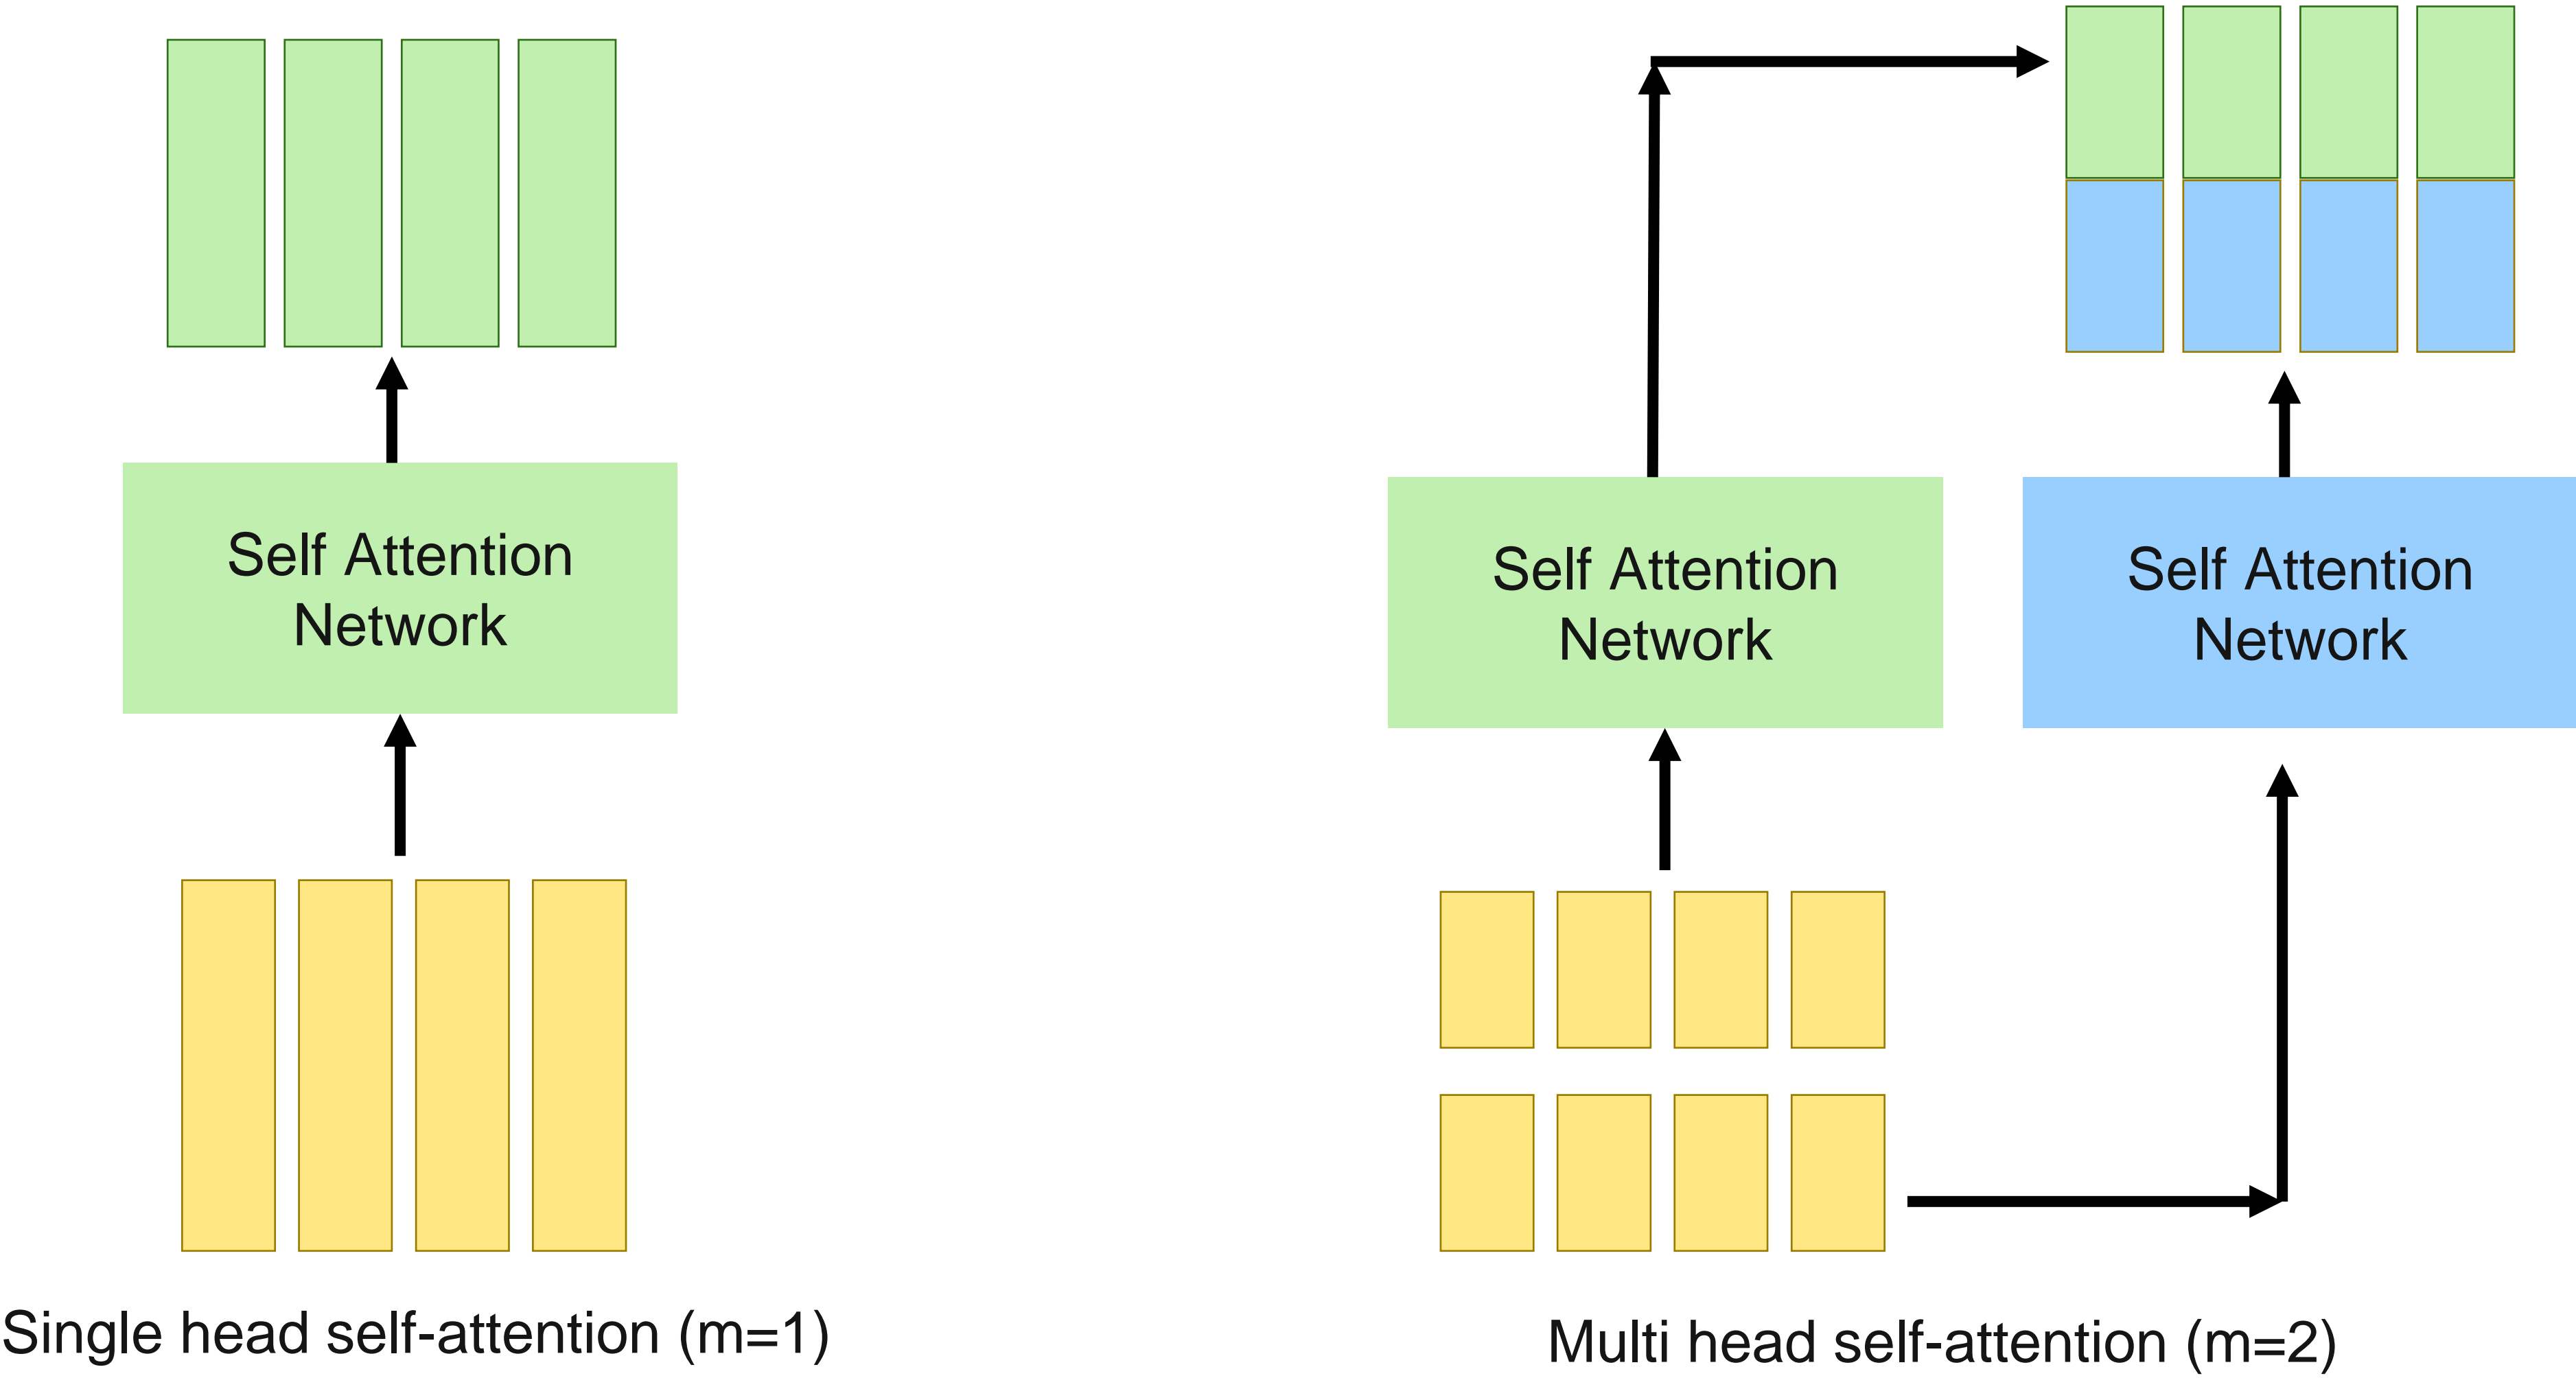 Self Attention
Network
Self Attention
Network
Self Attention
Network
Single head self-attention (m=1)
Multi head self-attention (m=2)